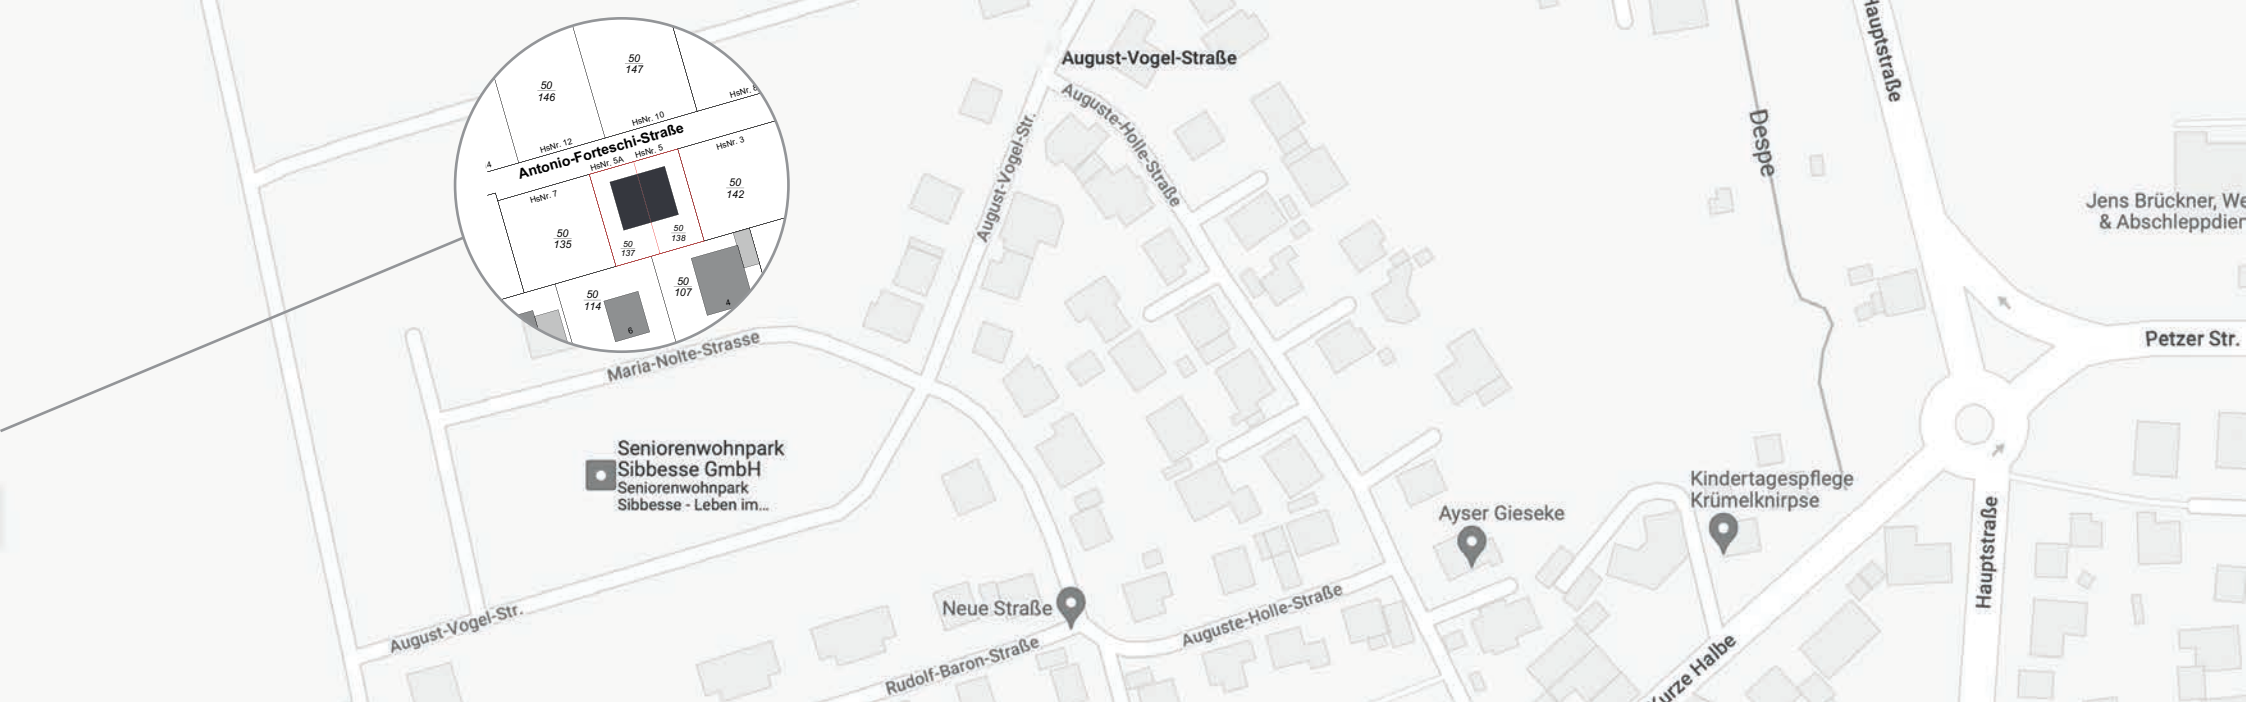 50
147
50
146
HsNr. 8
HsNr. 10
HsNr. 12
4
Antonio-Forteschi-Straße
HsNr. 3
HsNr. 5
HsNr. 5A
HsNr. 7
50
142
50
135
50
137
50
138
50
114
50
107
6
4
August-Vogel-Straße
Auguste-Holle-Straße
August-Vogel-Str.
Hauptstraße
Despe
Jens Brückner, We
& Abschleppdien
Petzer Str.
Maria-Nolte-Strasse
Seniorenwohnpark
Sibbesse GmbH
Seniorenwohnpark
Sibbesse - Leben im...
Kindertagespflege
Krümelknirpse
Ayser Gieseke
Hauptstraße
August-Vogel-Str.
Neue Straße
Auguste-Holle-Straße
Rudolf-Baron-Straße
Kurze Halbe